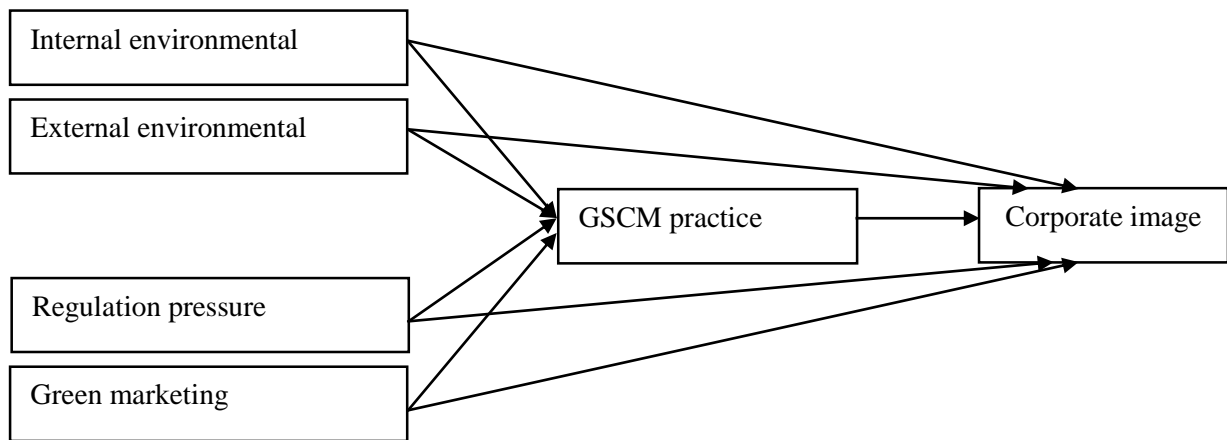 Internal environmental
External environmental
GSCM practice
Corporate image
Regulation pressure
Green marketing